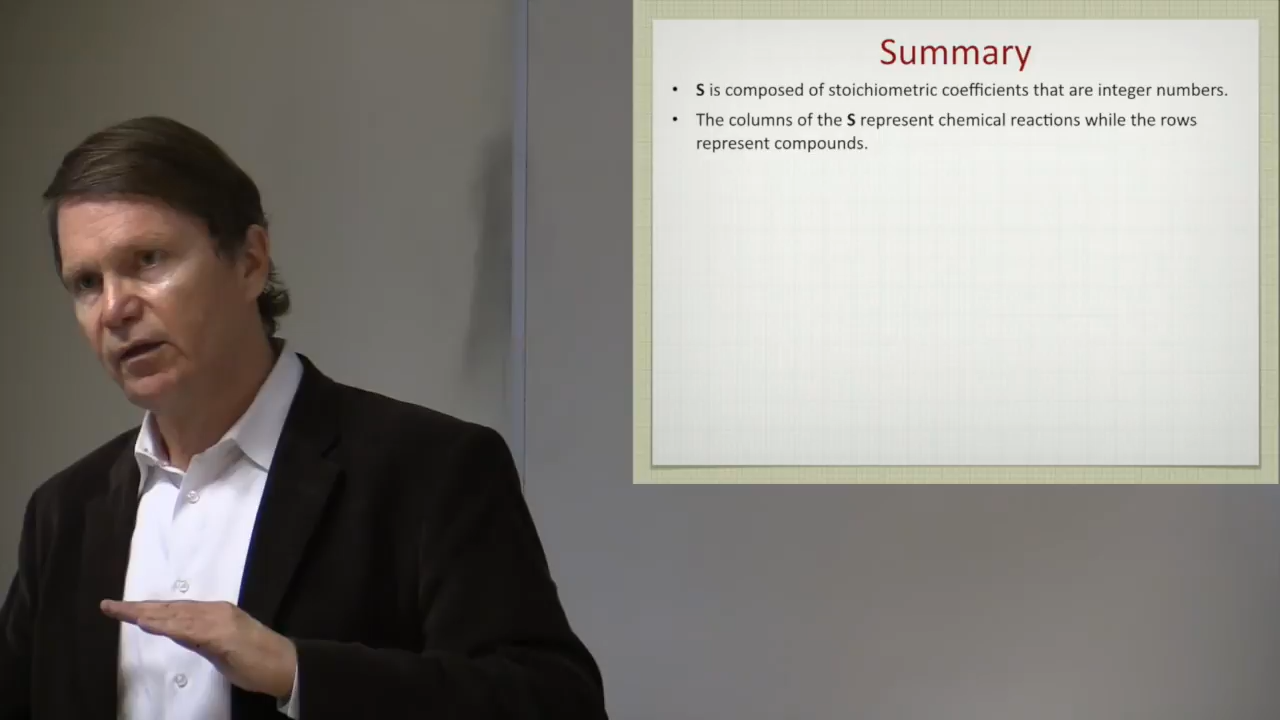 Summary
• S is composed of stoichiometric coefficients that are integer numbers.
• The columns of the S represent chemical reactions while the rows
represent compounds.